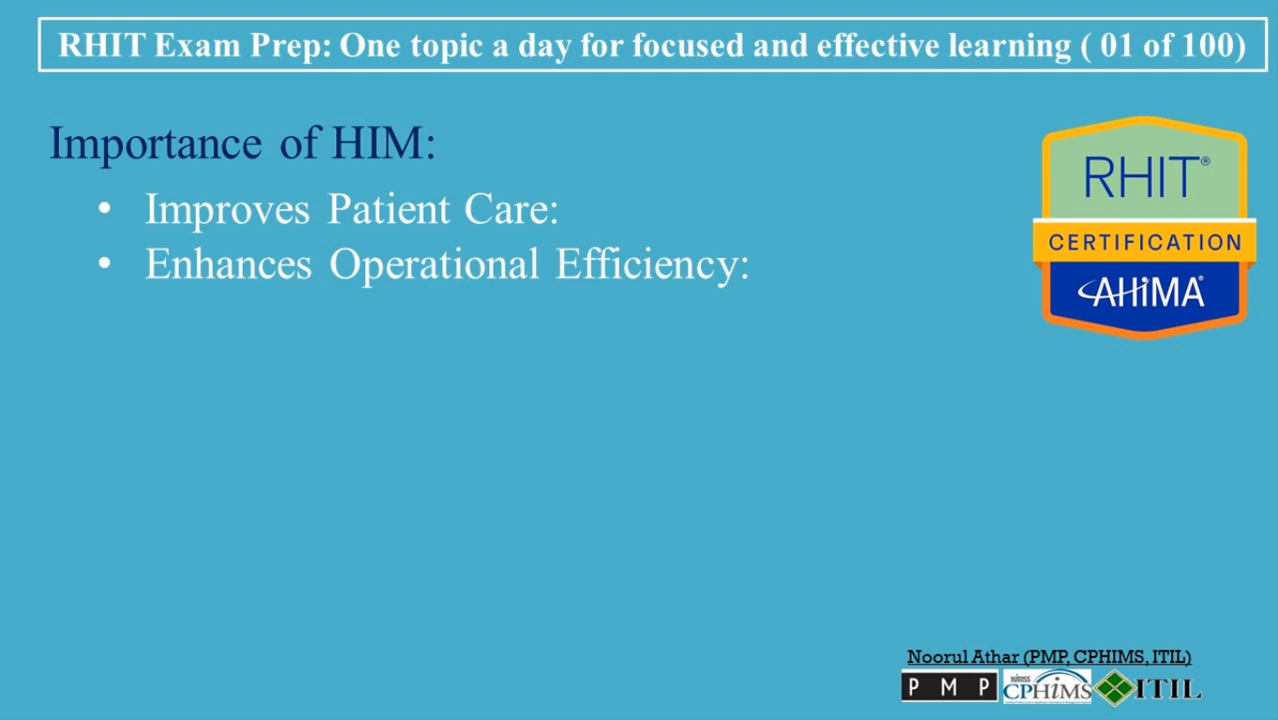 RHIT Exam Prep: One topic a day for focused and effective learning ( 01 of 100)
Importance of HIM:
• Improves Patient Care:
• Enhances Operational Efficiency:
RHIT®
CERTIFICATION
AHIMA®
Noorul Athar (PMP, CPHIMS, ITIL)
PMP
HIMSS
CPHIMS
ITIL